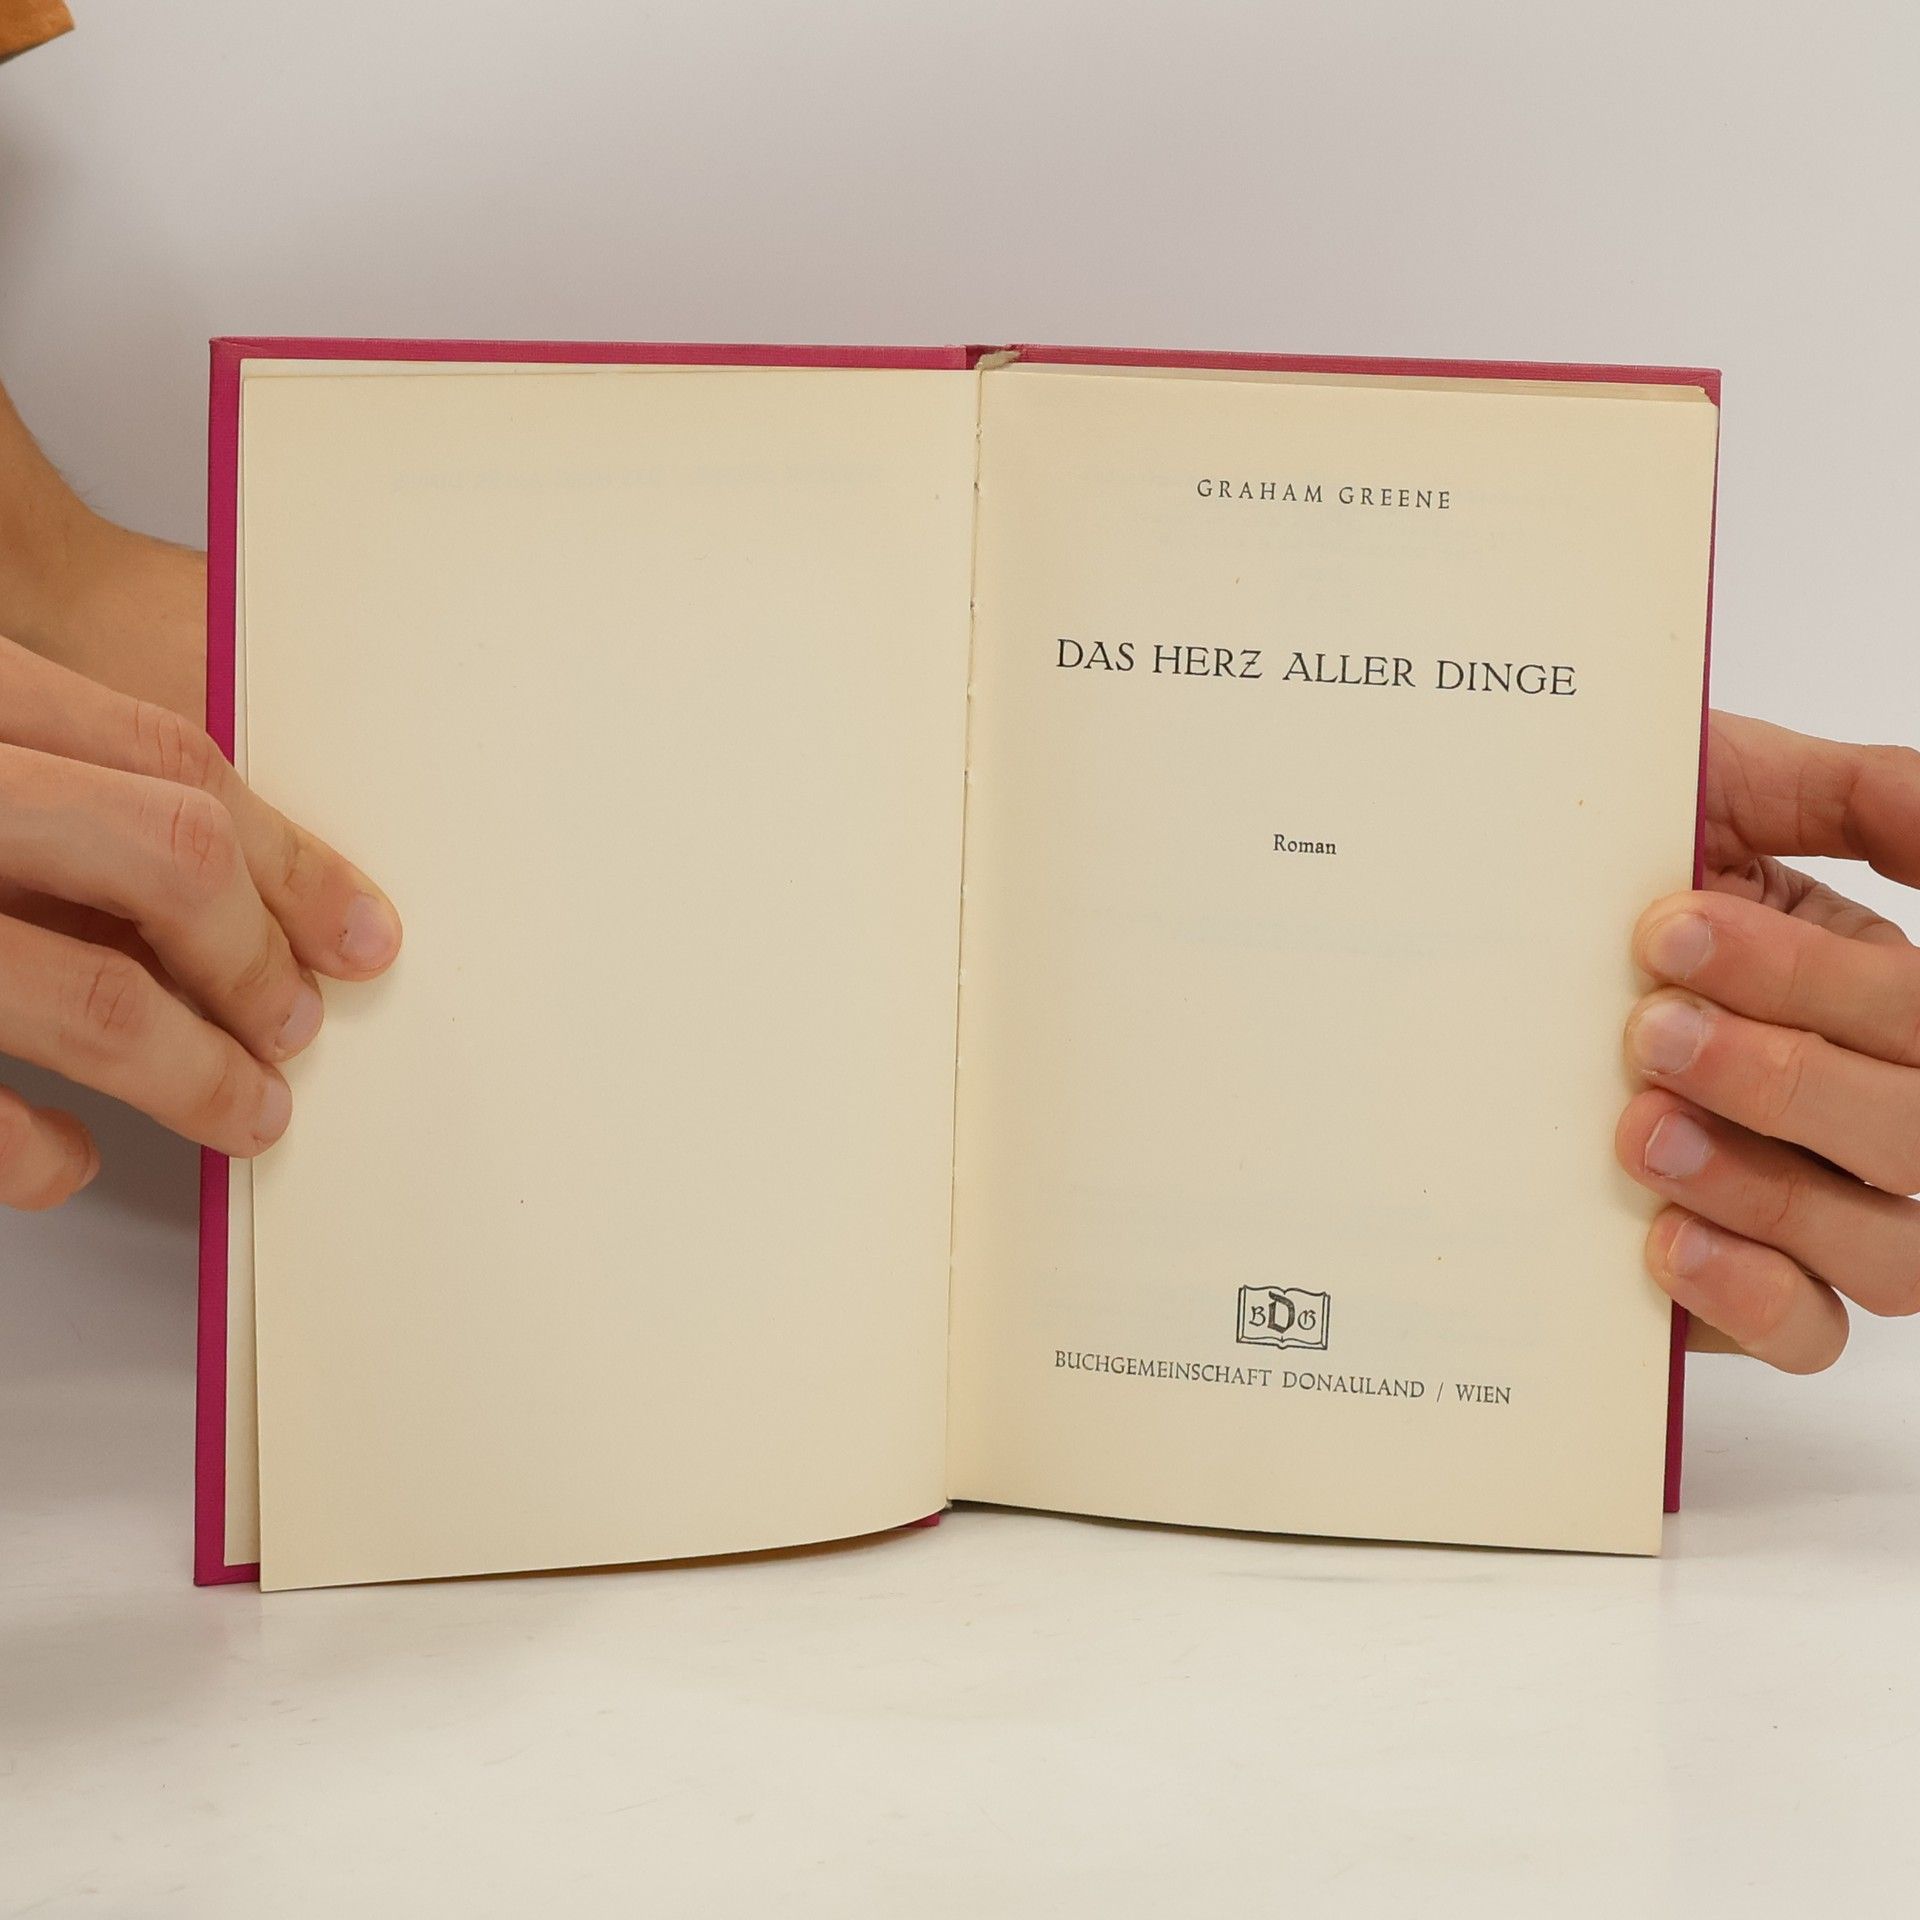 GRAHAM GREENE
DAS HERZ ALLER DINGE
Roman
BDG
BUCHGEMEINSCHAFT DONAULAND / WIEN